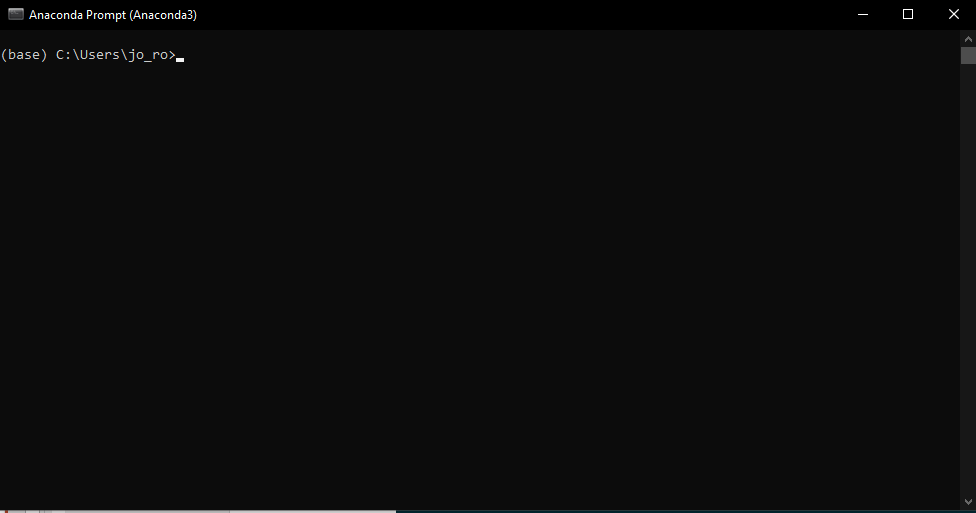 Anaconda Prompt (Anaconda3)
(base) C:\Users\jo_ro>